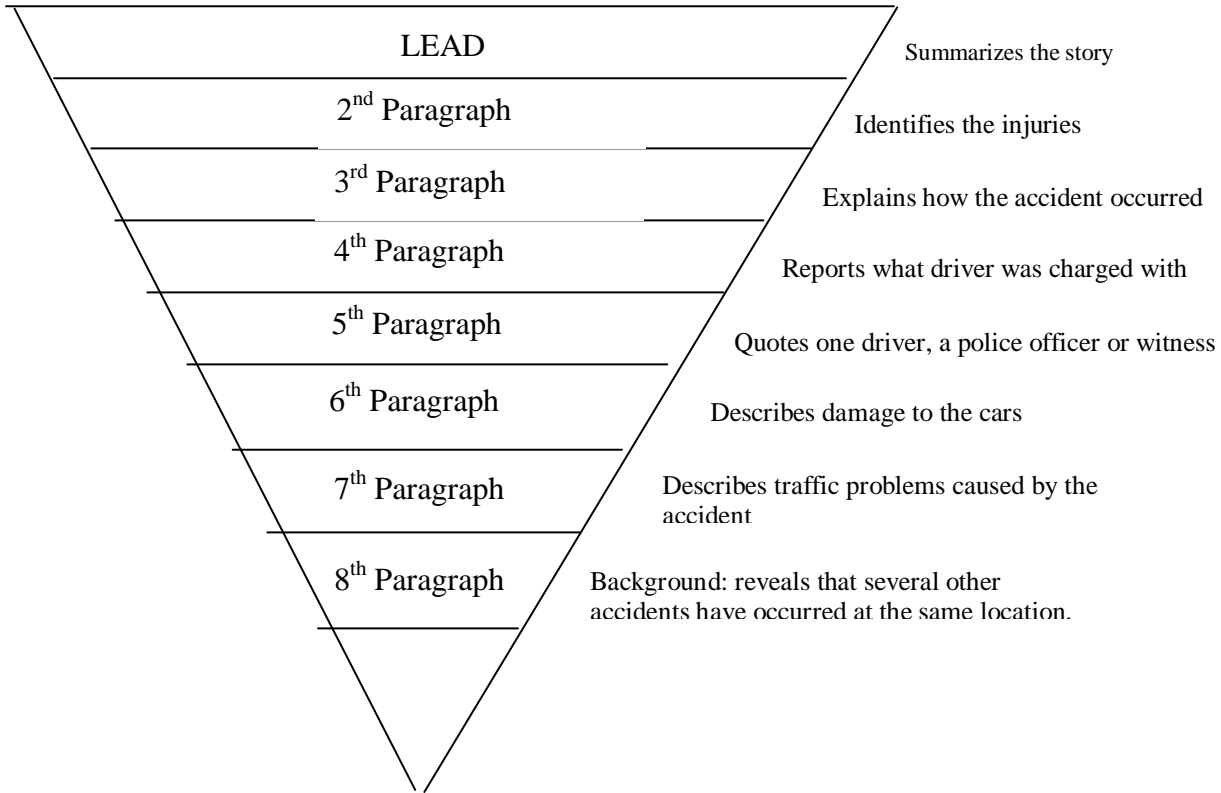 LEAD
Summarizes the story
2nd Paragraph
Identifies the injuries
3rd Paragraph
Explains how the accident occurred
4th Paragraph
Reports what driver was charged with
5th Paragraph
Quotes one driver, a police officer or witness
6th Paragraph
Describes damage to the cars
7th Paragraph
Describes traffic problems caused by the
accident
8th Paragraph
Background: reveals that several other
accidents have occurred at the same location.